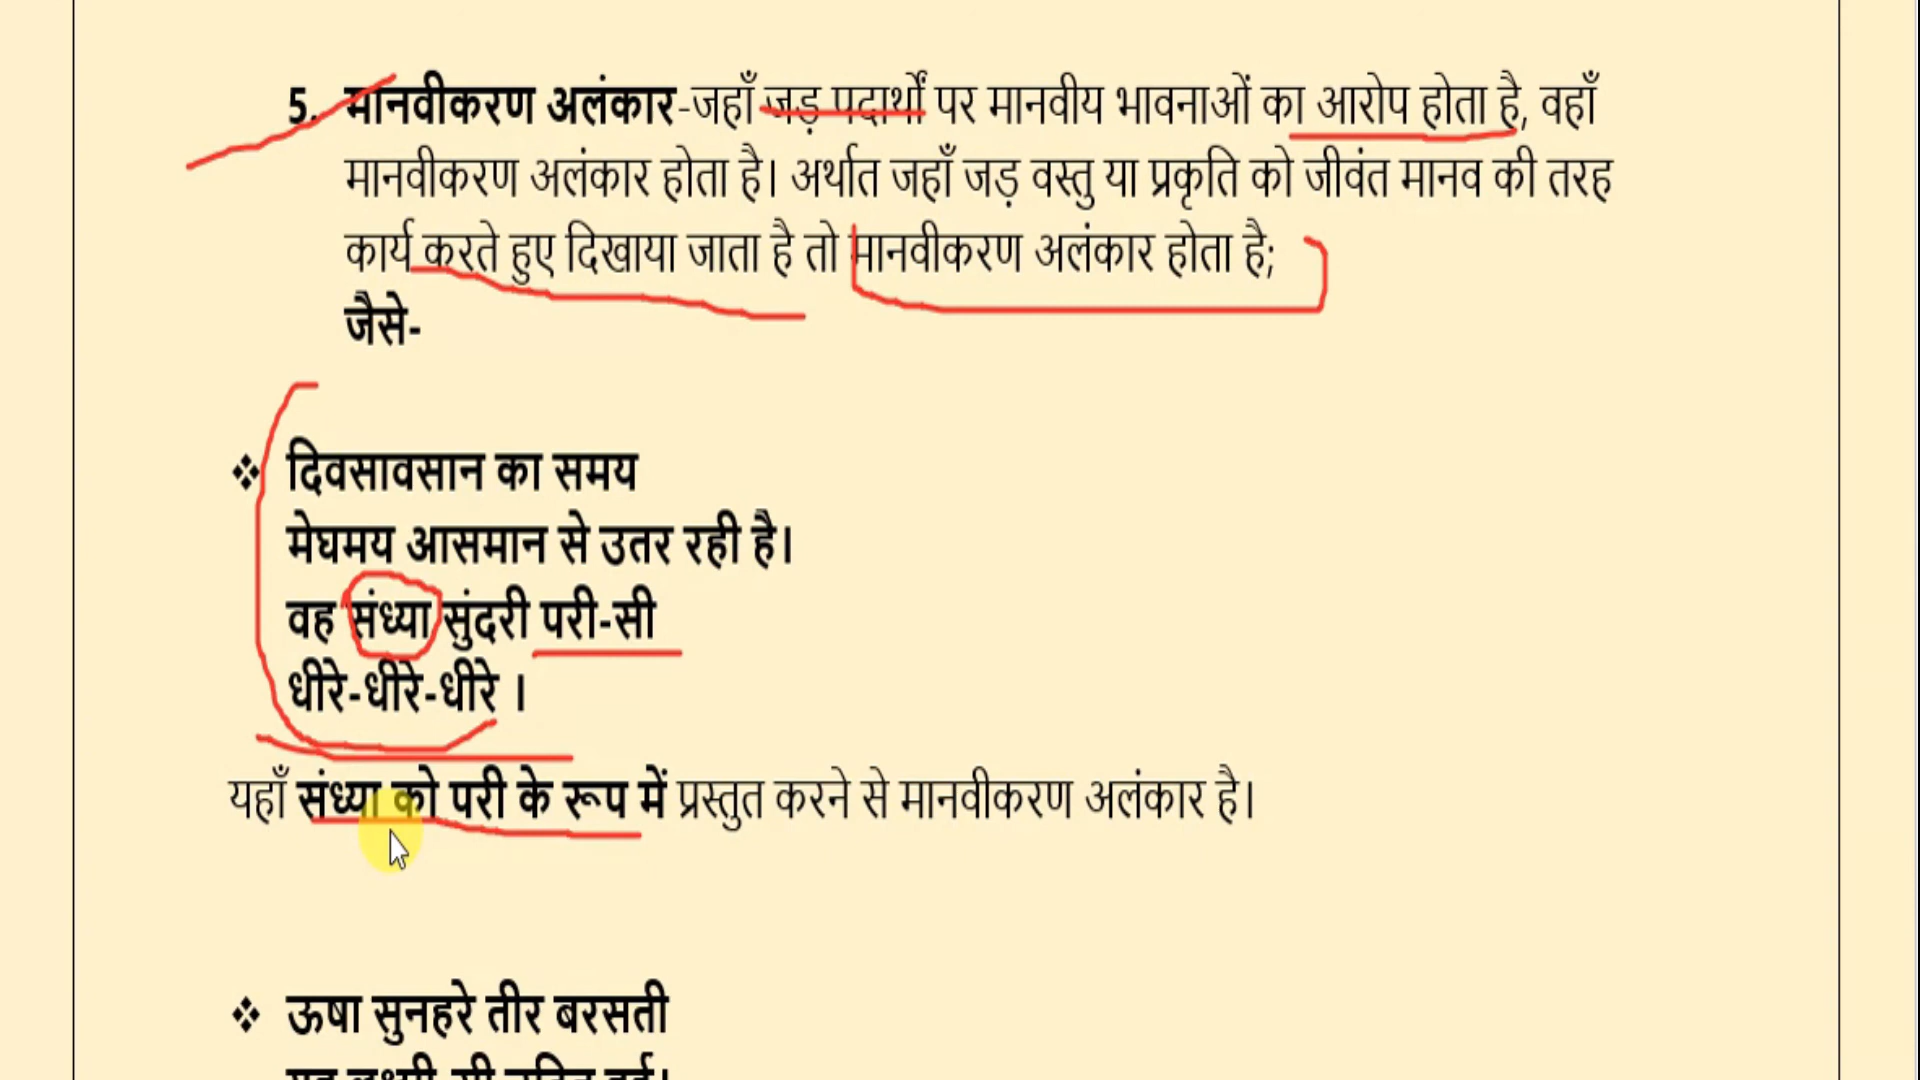 5. मानवीकरण अलंकार-जहाँ जड़ पदार्थों पर मानवीय भावनाओं का आरोप होता है, वहाँ
मानवीकरण अलंकार होता है। अर्थात जहाँ जड़ वस्तु या प्रकृति को जीवंत मानव की तरह
कार्य करते हुए दिखाया जाता है तो मानवीकरण अलंकार होता है;
जैसे-
❖ दिवसावसान का समय
मेघमय आसमान से उतर रही है।
वह संध्या सुंदरी परी-सी
धीरे-धीरे-धीरे ।
यहाँ संध्या को परी के रूप में प्रस्तुत करने से मानवीकरण अलंकार है।
❖ ऊषा सुनहरे तीर बरसती